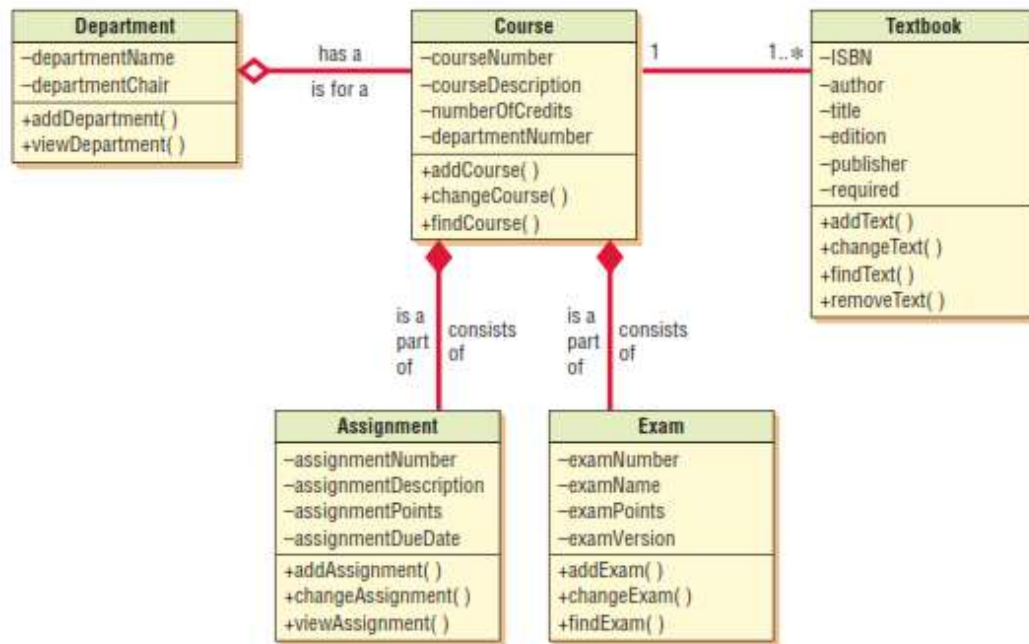 Department
–departmentName
–departmentChair
+addDepartment( )
+viewDepartment( )
has a
is for a
Course
–courseNumber
–courseDescription
–numberOfCredits
–departmentNumber
+addCourse( )
+changeCourse( )
+findCourse( )
1
1..*
Textbook
–ISBN
–author
–title
–edition
–publisher
–required
+addText( )
+changeText( )
+findText( )
+removeText( )
is a
part
of
consists
of
is a
part
of
consists
of
Assignment
–assignmentNumber
–assignmentDescription
–assignmentPoints
–assignmentDueDate
+addAssignment( )
+changeAssignment( )
+viewAssignment( )
Exam
–examNumber
–examName
–examPoints
–examVersion
+addExam( )
+changeExam( )
+findExam( )